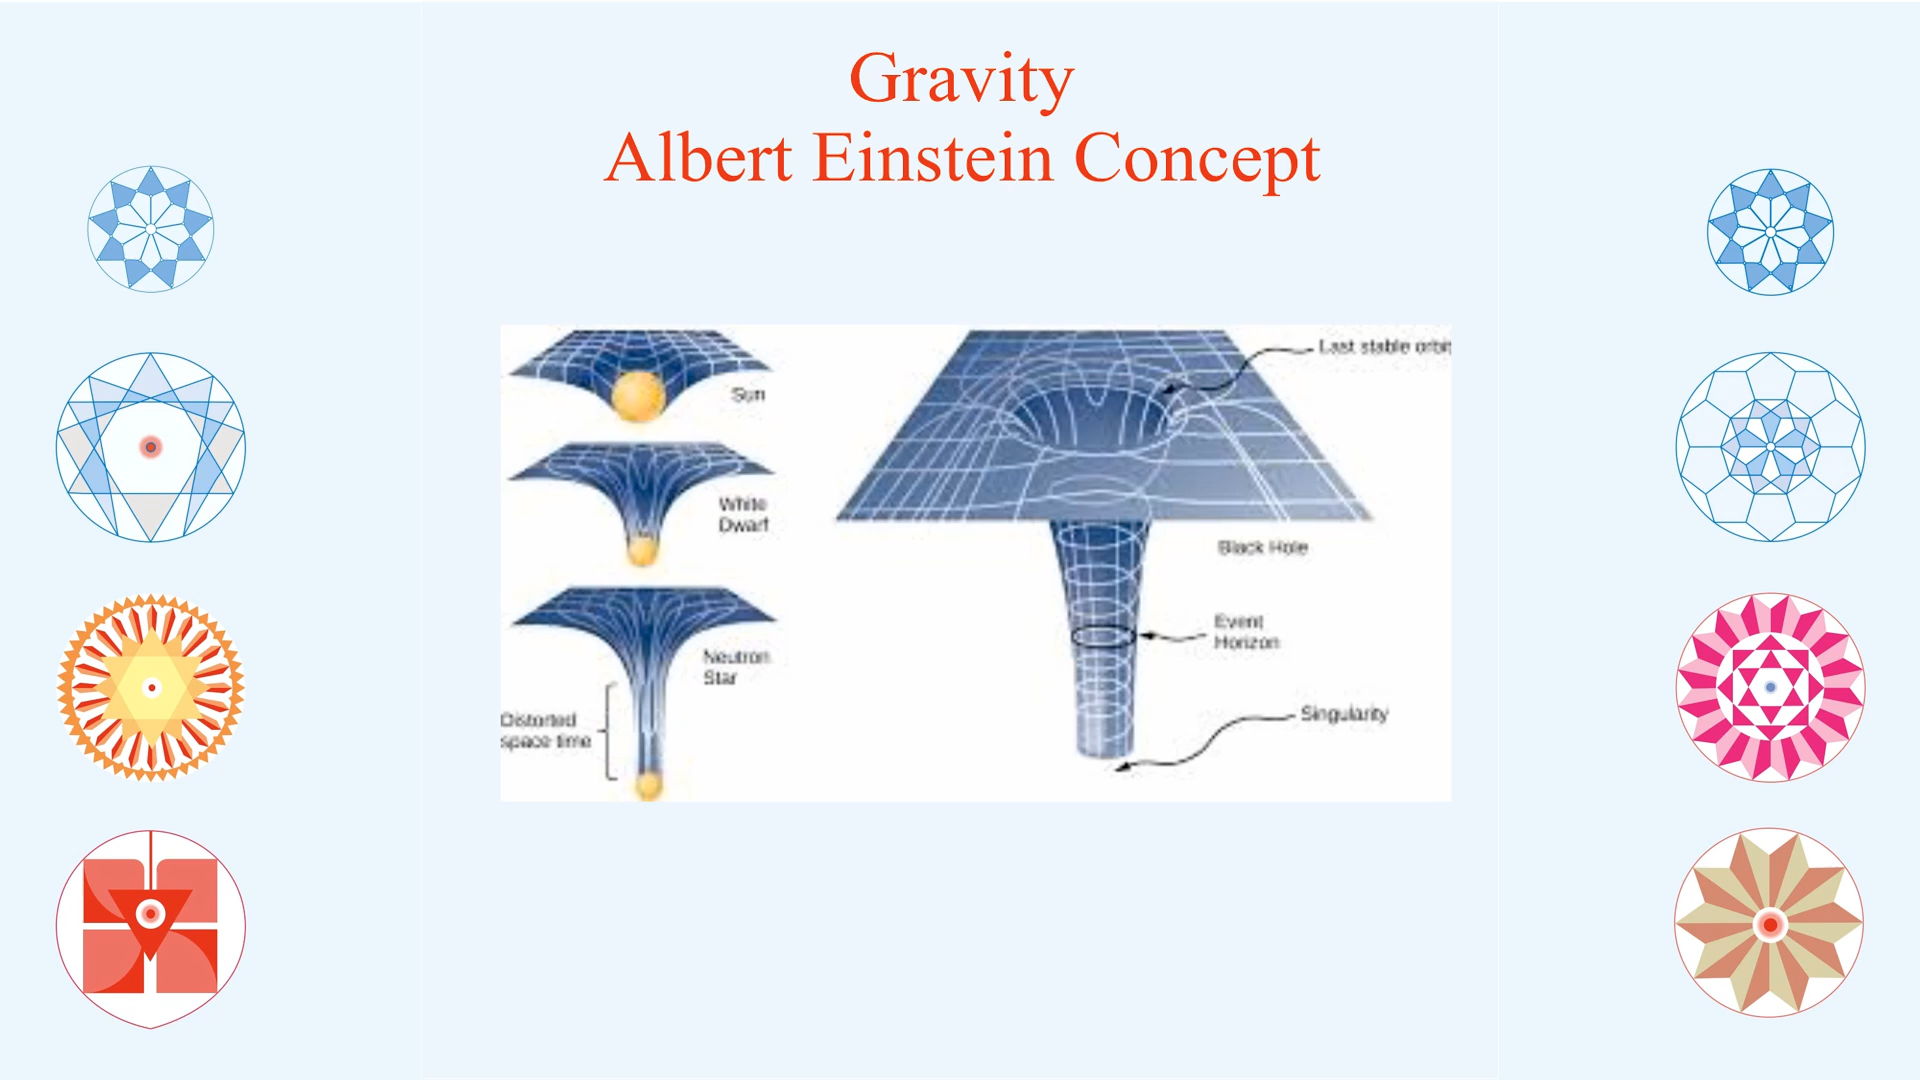 Gravity
Albert Einstein Concept
Last stable orbit
Sun
White
Dwarf
Black Hole
Event
Horizon
Neutron
Star
Distorted
space time
Singularity